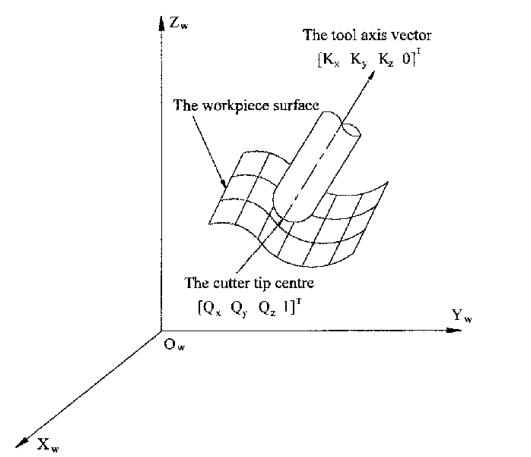 Z_w
The tool axis vector
[K_x K_y K_z 0]^T
The workpiece surface
The cutter tip centre
[Q_x Q_y Q_z 1]^T
Y_w
O_w
X_w